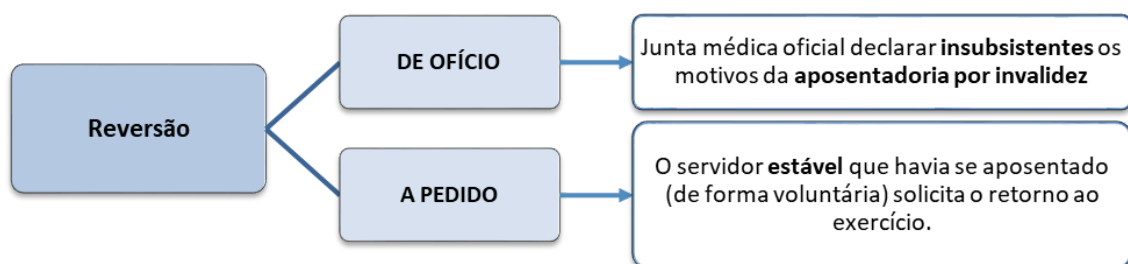 Reversão
DE OFÍCIO
Junta médica oficial declarar insubsistentes os
motivos da aposentadoria por invalidez
A PEDIDO
O servidor estável que havia se aposentado
(de forma voluntária) solicita o retorno ao
exercício.